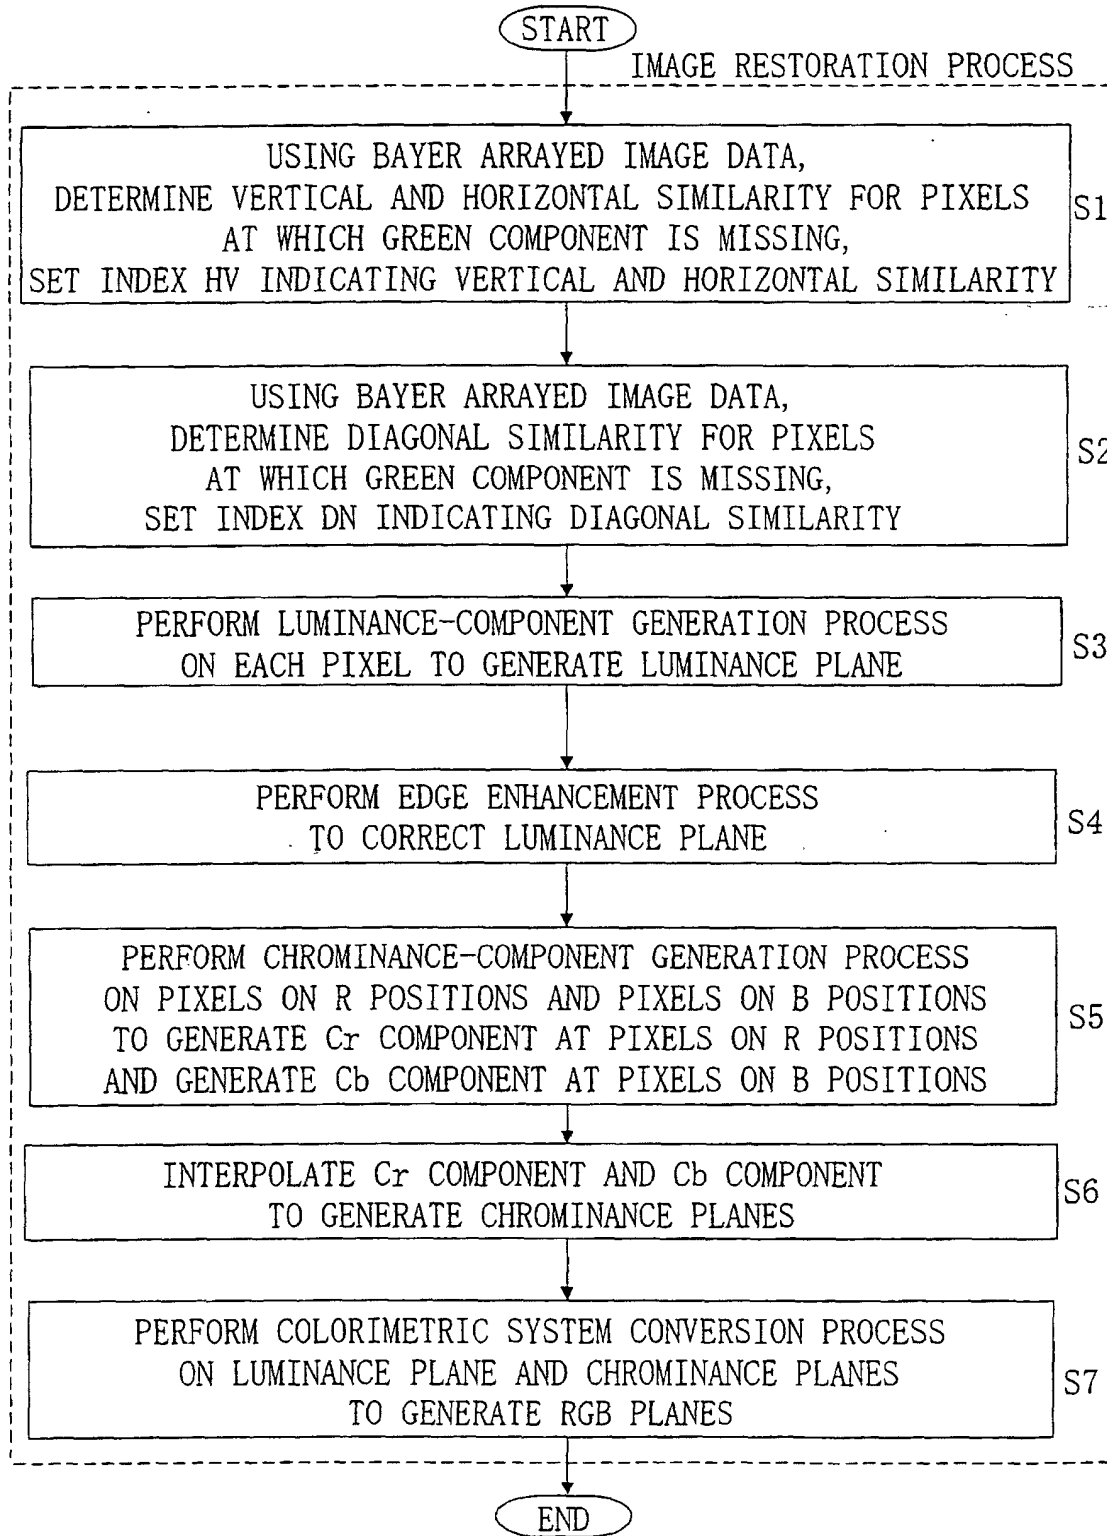 START
IMAGE RESTORATION PROCESS
USING BAYER ARRAYED IMAGE DATA,
DETERMINE VERTICAL AND HORIZONTAL SIMILARITY FOR PIXELS
AT WHICH GREEN COMPONENT IS MISSING,
SET INDEX HV INDICATING VERTICAL AND HORIZONTAL SIMILARITY
S1
USING BAYER ARRAYED IMAGE DATA,
DETERMINE DIAGONAL SIMILARITY FOR PIXELS
AT WHICH GREEN COMPONENT IS MISSING,
SET INDEX DN INDICATING DIAGONAL SIMILARITY
S2
PERFORM LUMINANCE-COMPONENT GENERATION PROCESS
ON EACH PIXEL TO GENERATE LUMINANCE PLANE
S3
PERFORM EDGE ENHANCEMENT PROCESS
TO CORRECT LUMINANCE PLANE
S4
PERFORM CHROMINANCE-COMPONENT GENERATION PROCESS
ON PIXELS ON R POSITIONS AND PIXELS ON B POSITIONS
TO GENERATE Cr COMPONENT AT PIXELS ON R POSITIONS
AND GENERATE Cb COMPONENT AT PIXELS ON B POSITIONS
S5
INTERPOLATE Cr COMPONENT AND Cb COMPONENT
TO GENERATE CHROMINANCE PLANES
S6
PERFORM COLORIMETRIC SYSTEM CONVERSION PROCESS
ON LUMINANCE PLANE AND CHROMINANCE PLANES
TO GENERATE RGB PLANES
S7
END